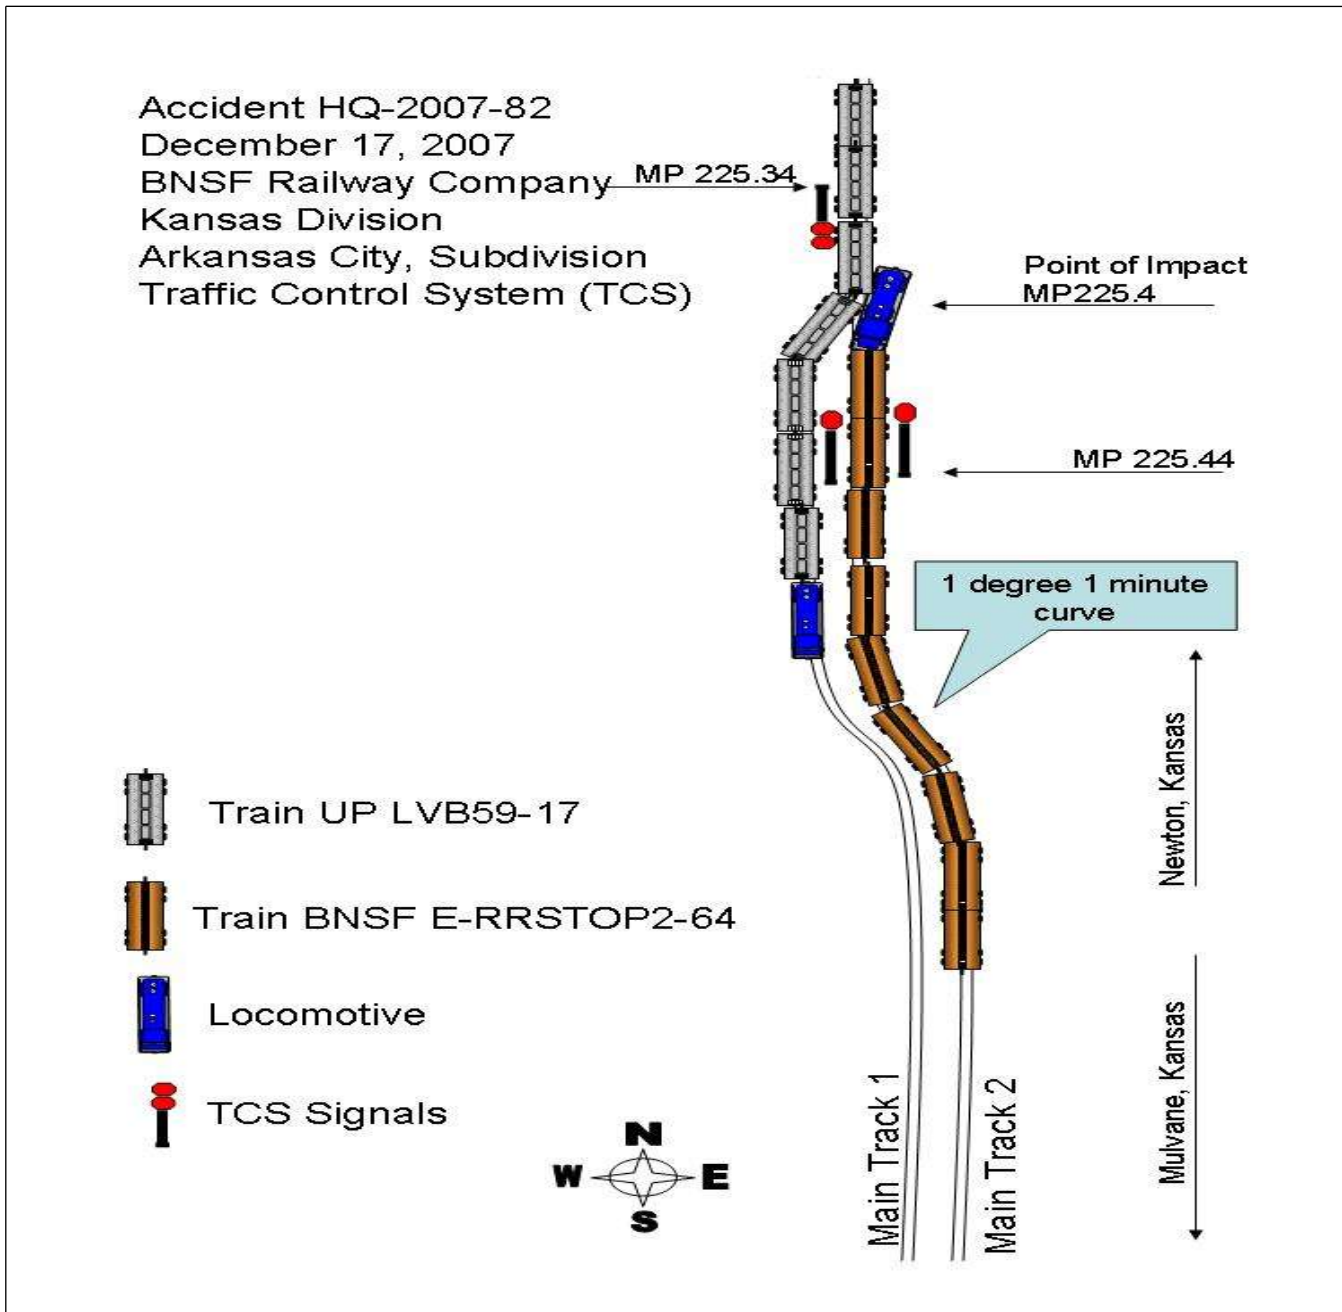 Accident HQ-2007-82
December 17, 2007
BNSF Railway Company
Kansas Division
Arkansas City, Subdivision
Traffic Control System (TCS)
MP 225.34
Point of Impact
MP225.4
MP 225.44
1 degree 1 minute
curve
Newton, Kansas
Mulvane, Kansas
Train UP LVB59-17
Train BNSF E-RRSTOP2-64
Locomotive
TCS Signals
Main Track 1
Main Track 2
N
W E
S